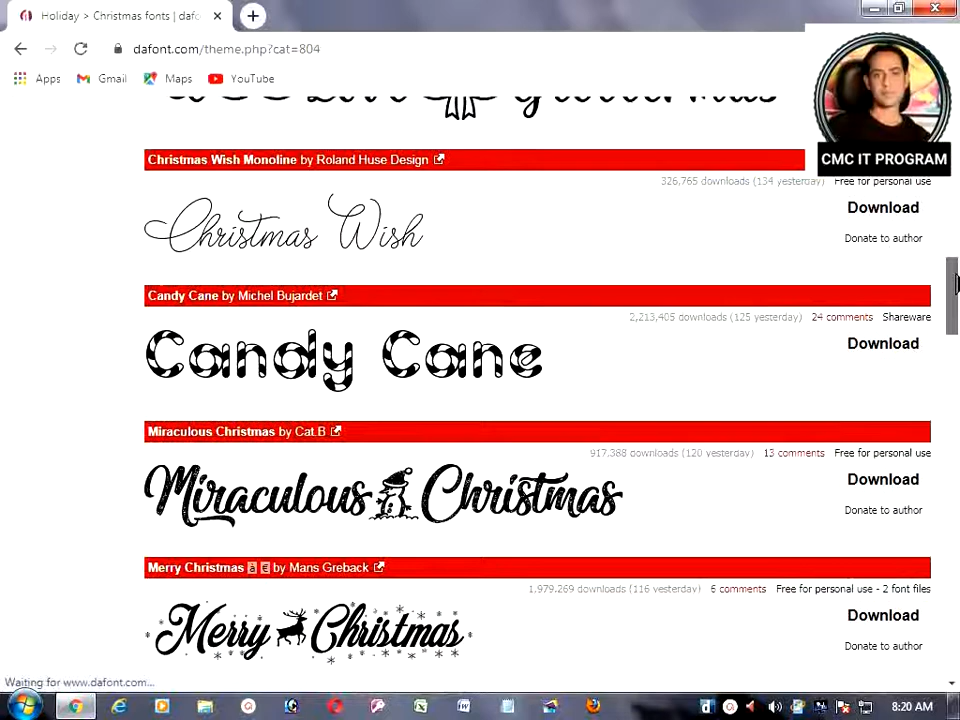 Holiday > Christmas fonts | dafo
dafont.com/theme.php?cat=804
Apps Gmail Maps YouTube
CMC IT PROGRAM
Christmas Wish Monoline by Roland Huse Design
326,765 downloads (134 yesterday) Free for personal use
Christmas Wish
Download
Donate to author
Candy Cane by Michel Bujardet
2,213,405 downloads (125 yesterday) 24 comments Shareware
Candy Cane
Download
Miraculous Christmas by Cat.B
917,388 downloads (120 yesterday) 13 comments Free for personal use
Miraculous Christmas
Download
Donate to author
Merry Christmas à € by Mans Greback
1,979,269 downloads (116 yesterday) 6 comments Free for personal use - 2 font files
Merry Christmas
Download
Donate to author
Waiting for www.dafont.com...
8:20 AM